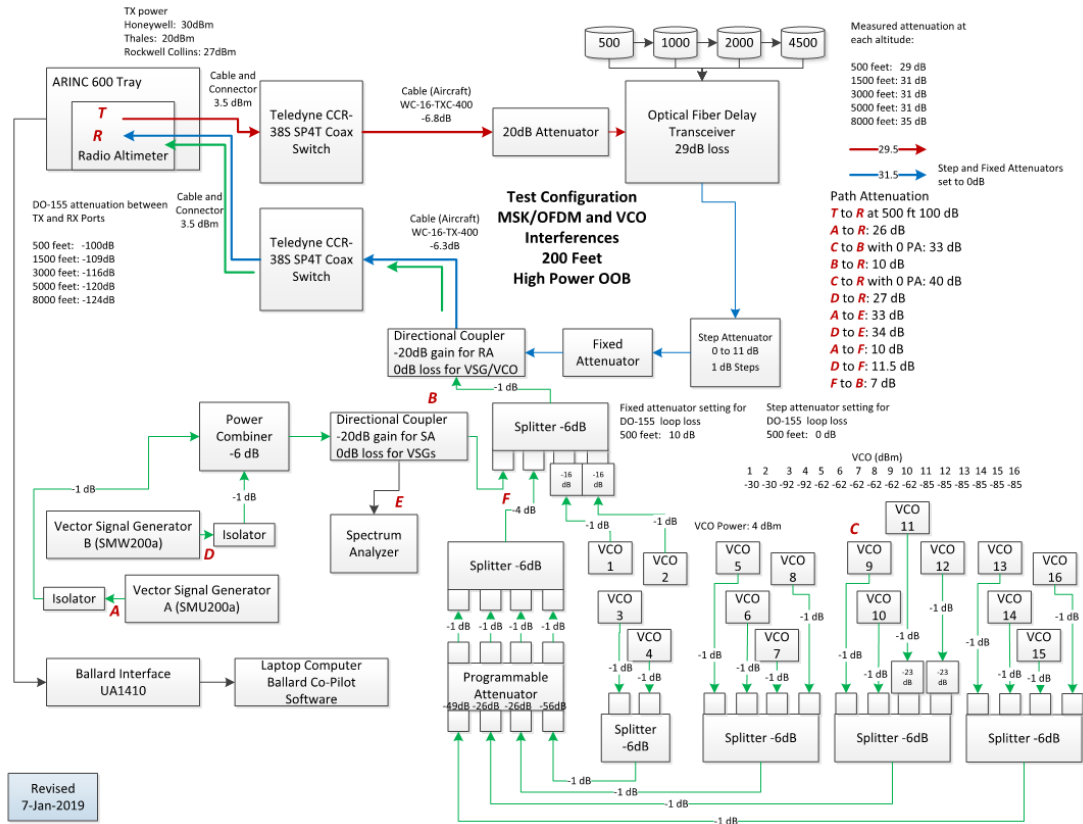 TX power
Honeywell: 30dBm
Thales: 20dBm
Rockwell Collins: 27dBm
ARINC 600 Tray
T
R
Radio Altimeter
Cable and
Connector
3.5 dBm
Teledyne CCR-
38S SP4T Coax
Switch
Cable (Aircraft)
WC-16-TXC-400
-6.8dB
20dB Attenuator
500
1000
2000
4500
Optical Fiber Delay
Transceiver
29dB loss
Measured attenuation at
each altitude:
500 feet: 29 dB
1500 feet: 31 dB
3000 feet: 31 dB
5000 feet: 31 dB
8000 feet: 35 dB
29.5
31.5
Step and Fixed Attenuators
set to 0dB
Path Attenuation
T to R at 500 ft 100 dB
A to R: 26 dB
C to B with 0 PA: 33 dB
B to R: 10 dB
C to R with 0 PA: 40 dB
D to R: 27 dB
A to E: 33 dB
D to E: 34 dB
A to F: 10 dB
D to F: 11.5 dB
F to B: 7 dB
DO-155 attenuation between
TX and RX Ports
500 feet: -100dB
1500 feet: -109dB
3000 feet: -116dB
5000 feet: -120dB
8000 feet: -124dB
Cable and
Connector
3.5 dBm
Teledyne CCR-
38S SP4T Coax
Switch
Cable (Aircraft)
WC-16-TX-400
-6.3dB
Test Configuration
MSK/OFDM and VCO
Interferences
200 Feet
High Power OOB
Directional Coupler
-20dB gain for RA
0dB loss for VSG/VCO
Fixed
Attenuator
Step Attenuator
0 to 11 dB
1 dB Steps
B
-1 dB
Splitter -6dB
-16
dB
-16
dB
Fixed attenuator setting for
DO-155 loop loss
500 feet: 10 dB
Step attenuator setting for
DO-155 loop loss
500 feet: 0 dB
Power
Combiner
-6 dB
Directional Coupler
-20dB gain for SA
0dB loss for VSGs
-1 dB
-1 dB
E
F
-4 dB
Vector Signal Generator
B (SMW200a)
D
Isolator
Spectrum
Analyzer
Isolator
A
Vector Signal Generator
A (SMU200a)
Ballard Interface
UA1410
Laptop Computer
Ballard Co-Pilot
Software
VCO (dBm)
1 2 3 4 5 6 7 8 9 10 11 12 13 14 15 16
-30 -30 -92 -92 -62 -62 -62 -62 -62 -62 -85 -85 -85 -85 -85 -85
VCO Power: 4 dBm
C
-1 dB
-1 dB
VCO
1
VCO
2
VCO
3
VCO
4
VCO
5
VCO
6
VCO
7
VCO
8
VCO
9
VCO
10
VCO
11
VCO
12
VCO
13
VCO
14
VCO
15
VCO
16
Splitter -6dB
-1 dB
-1 dB
-1 dB
-1 dB
Programmable
Attenuator
-49dB
-26dB
-26dB
-56dB
-1 dB
-1 dB
-1 dB
-1 dB
-1 dB
-1 dB
-1 dB
-1 dB
-1 dB
-1 dB
-1 dB
-1 dB
-1 dB
-1 dB
-23
dB
-23
dB
Splitter
-6dB
Splitter -6dB
Splitter -6dB
Splitter -6dB
-1 dB
-1 dB
-1 dB
-1 dB
Revised
7-Jan-2019